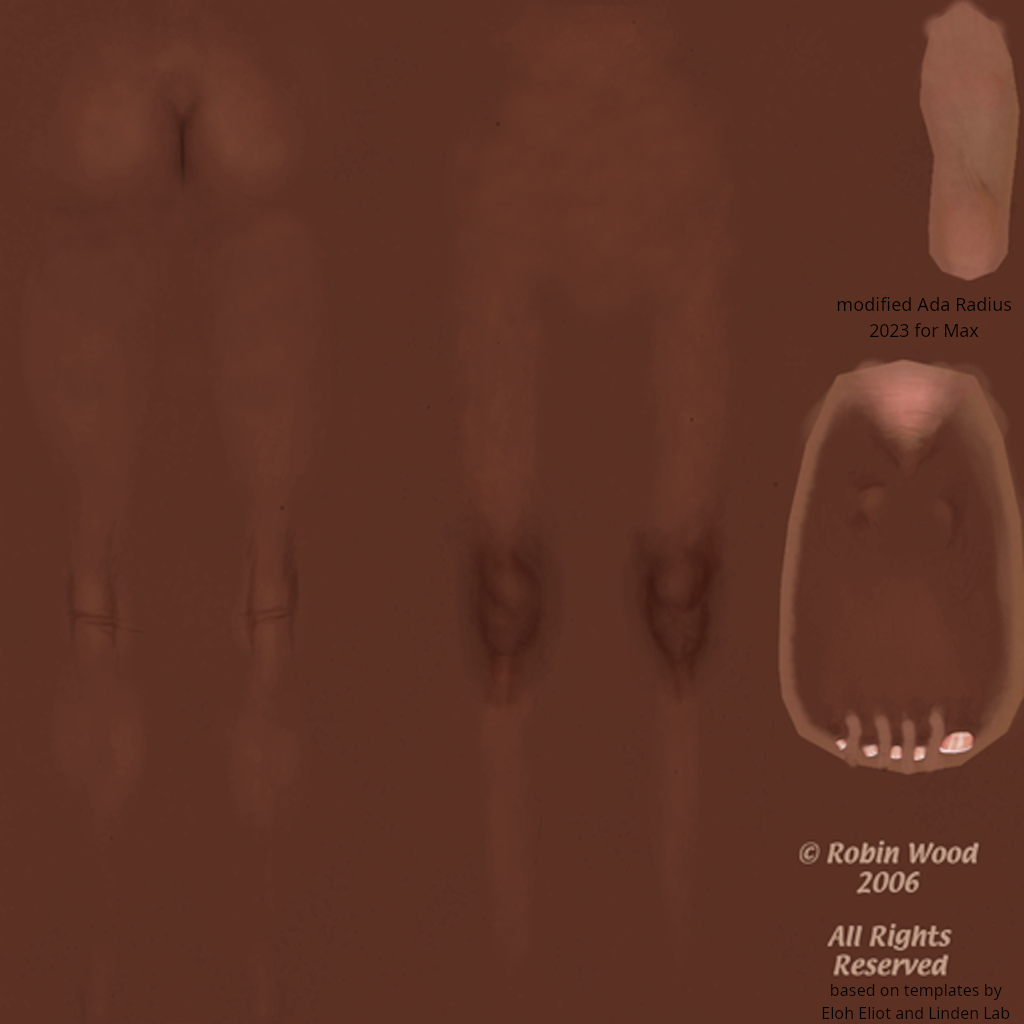 modified Ada Radius
2023 for Max
© Robin Wood
2006
All Rights
Reserved
based on templates by
Eloh Eliot and Linden Lab